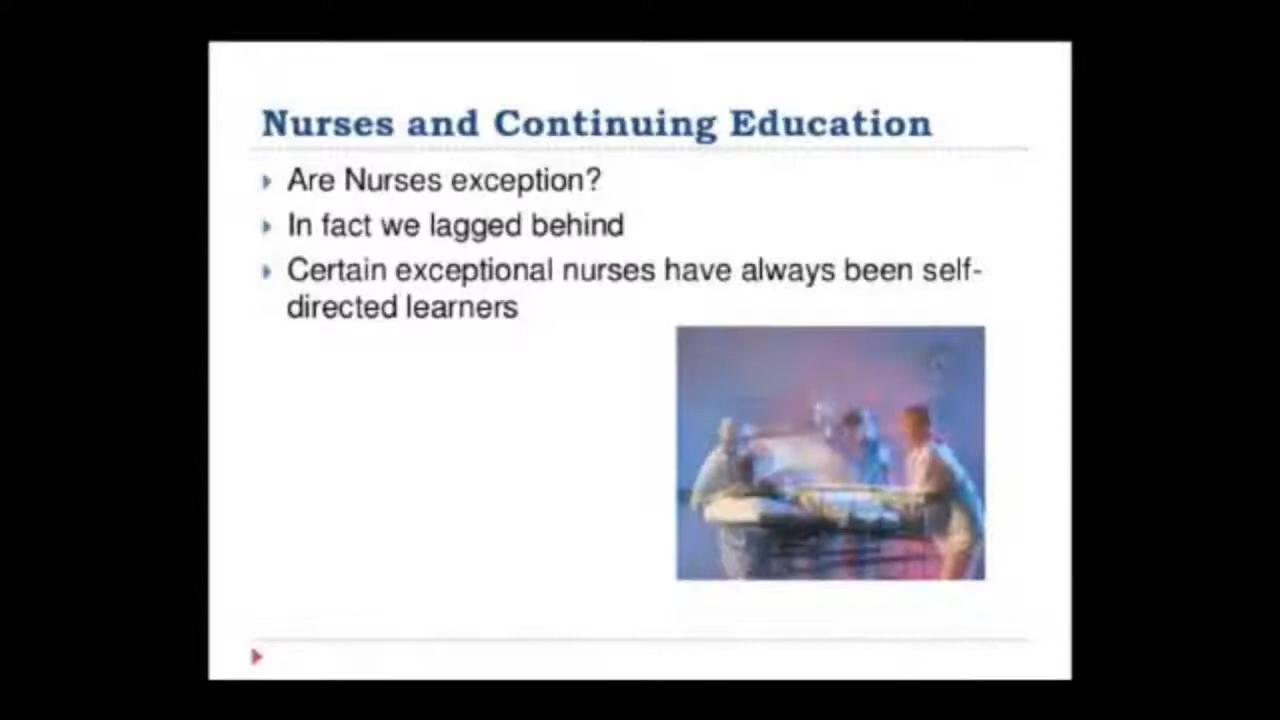 Nurses and Continuing Education
Are Nurses exception?
In fact we lagged behind
Certain exceptional nurses have always been self-
directed learners